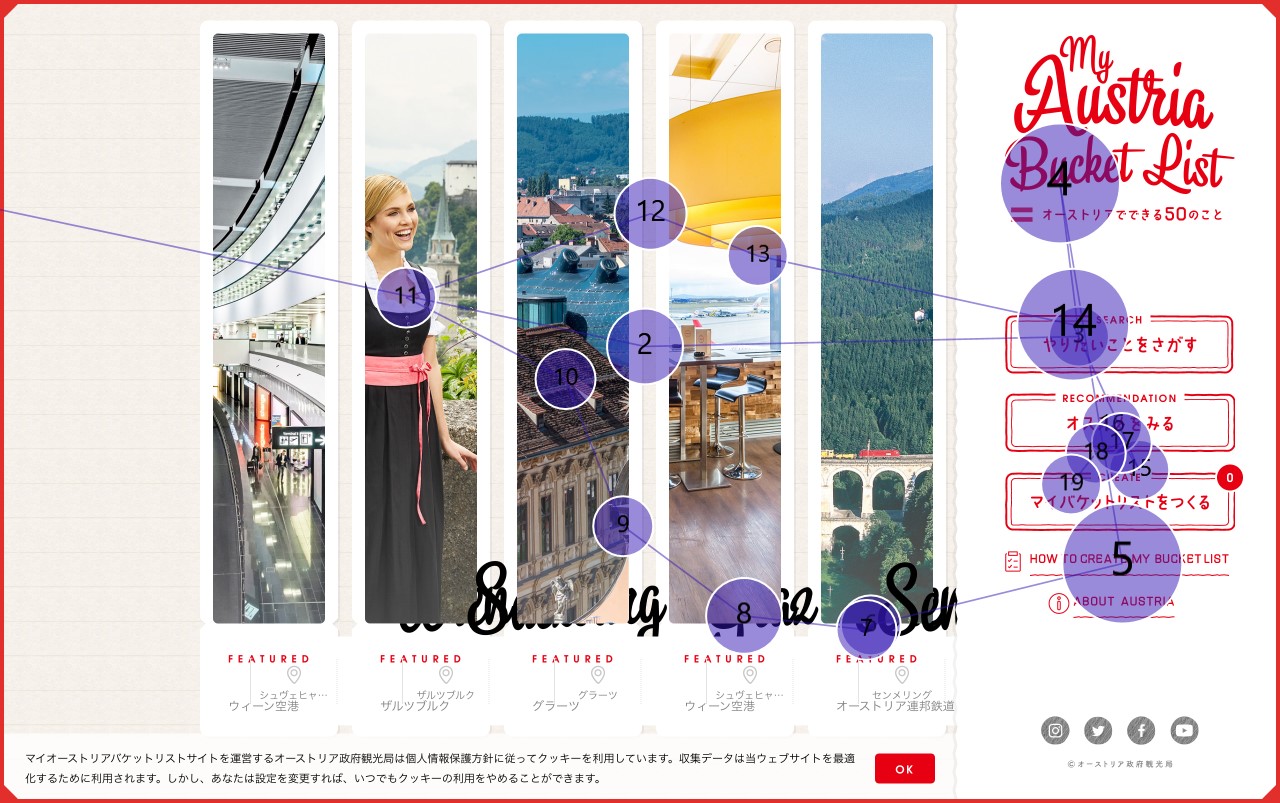 My
Austria
Bucket List
オーストリアでできる50のこと
SEARCH
やりたいことをさがす
RECOMMENDATION
をみる
CREATE
マイバケットリストをつくる
0
HOW TO CREATE MY BUCKET LIST
ABOUT AUSTRIA
© オーストリア政府観光局
FEATURED
シュヴェヒャ…
ウィーン空港
FEATURED
ザルツブルク
ザルツブルク
FEATURED
グラーツ
グラーツ
FEATURED
シュヴェヒャ…
ウィーン空港
FEATURED
センメリング
オーストリア連邦鉄道
マイオーストリアバケットリストサイトを運営するオーストリア政府観光局は個人情報保護方針に従ってクッキーを利用しています。収集データは当ウェブサイトを最適
化するために利用されます。しかし、あなたは設定を変更すれば、いつでもクッキーの利用をやめることができます。
OK
2
4
5
7
8
9
10
11
12
13
14
17
18
19